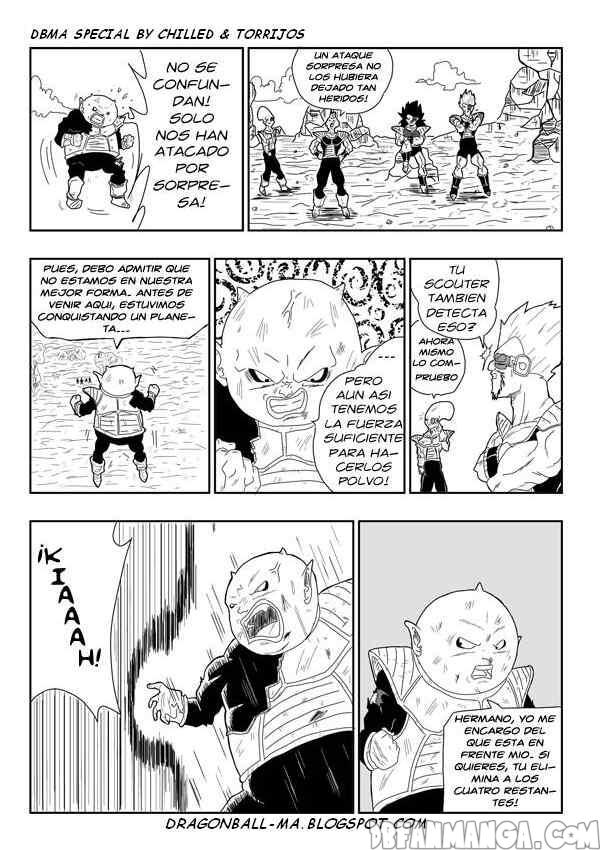 DBMA SPECIAL BY CHILLED & TORRIJOS
NO SE
CONFUN-
DAN!
SOLO
NOS HAN
ATACADO
POR
SORPRE-
SA!
UN ATAQUE
SORPRESA NO
LOS HUBIERA
DEJADO TAN
HERIDOS!
PUES, DEBO ADMITIR QUE
NO ESTAMOS EN NUESTRA
MEJOR FORMA. ANTES DE
VENIR AQUI, ESTUVIMOS
CONQUISTANDO UN PLANE-
TA...
...
PERO
AUN ASI
TENEMOS
LA FUERZA
SUFICIENTE
PARA HA-
CERLOS
POLVO!
TU
SCOUTER
TAMBIEN
DETECTA
ESO?
AHORA
MISMO
LO COM-
PRUEBO
¡KIAAAH!
HERMANO, YO ME
ENCARGO DEL
QUE ESTA EN
FRENTE MIO. SI
QUIERES, TU ELI
MINA A LOS
CUATRO RESTAN-
TES!
DRAGONBALL-MA.BLOGSPOT.COM
DBFANMANGA.COM